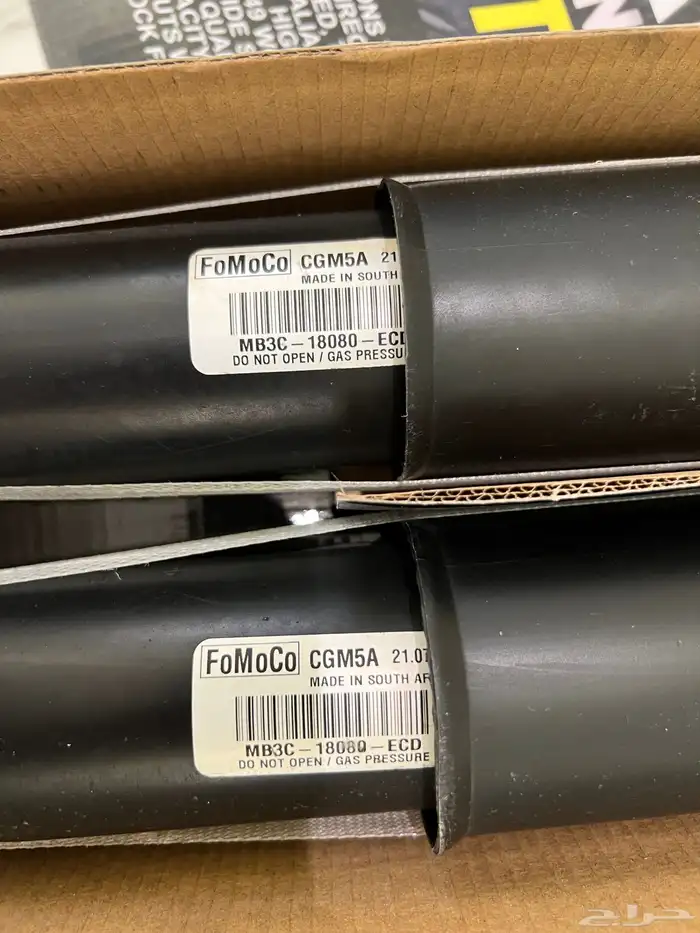 FoMoCo CGM5A 21
MADE IN SOUTH
MB3C-18080-ECD
DO NOT OPEN / GAS PRESSU
FoMoCo CGM5A 21.07
MADE IN SOUTH AF
MB3C-18080-ECD
DO NOT OPEN / GAS PRESSURE
حراج